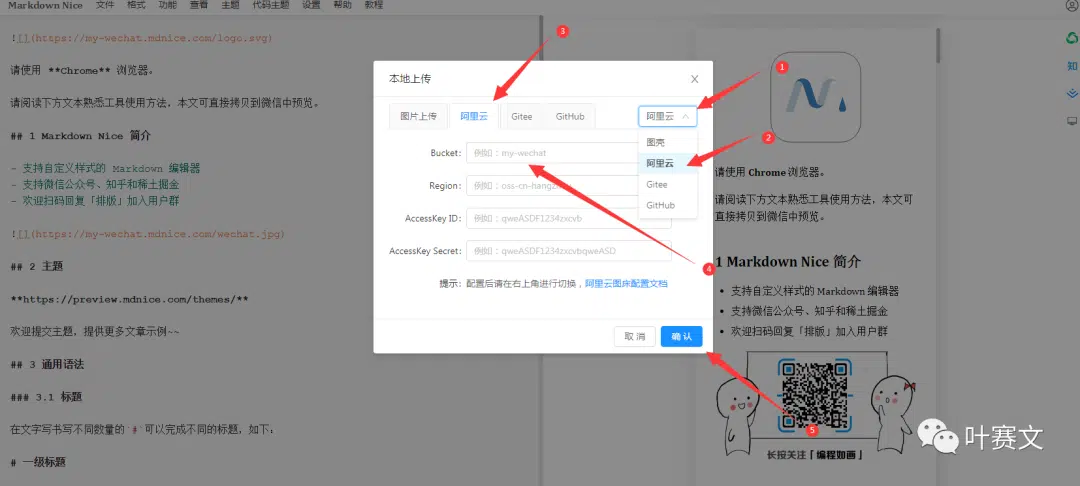 Markdown Nice 文件 格式 功能 查看 主题 代码主题 设置 帮助 教程
![](https://my-wechat.mdnice.com/logo.svg)
请使用 **Chrome** 浏览器。
请阅读下方文本熟悉工具使用方法，本文可直接拷贝到微信中预览。
## 1 Markdown Nice 简介
- 支持自定义样式的 Markdown 编辑器
- 支持微信公众号、知乎和稀土掘金
- 欢迎扫码回复「排版」加入用户群
![](https://my-wechat.mdnice.com/wechat.jpg)
## 2 主题
**https://preview.mdnice.com/themes/**
欢迎提交主题，提供更多文章示例~~
## 3 通用语法
### 3.1 标题
在文字写书写不同数量的`#`可以完成不同的标题，如下：
# 一级标题
本地上传
图片上传 阿里云 Gitee GitHub 阿里云
图壳
阿里云
Gitee
GitHub
Bucket: 例如：my-wechat
Region: 例如：oss-cn-hangz
AccessKey ID: 例如：qweASDF1234zxcvb
AccessKey Secret: 例如：qweASDF1234zxcvbqweASD
提示：配置后请在右上角进行切换，阿里云图床配置文档
取 消 确 认
1
2
3
4
5
请使用 Chrome 浏览器。
请阅读下方文本熟悉工具使用方法，本文可
直接拷贝到微信中预览。
1 Markdown Nice 简介
支持自定义样式的 Markdown 编辑器
支持微信公众号、知乎和稀土掘金
欢迎扫码回复「排版」加入用户群
长按关注「编程如画」
知
叶赛文